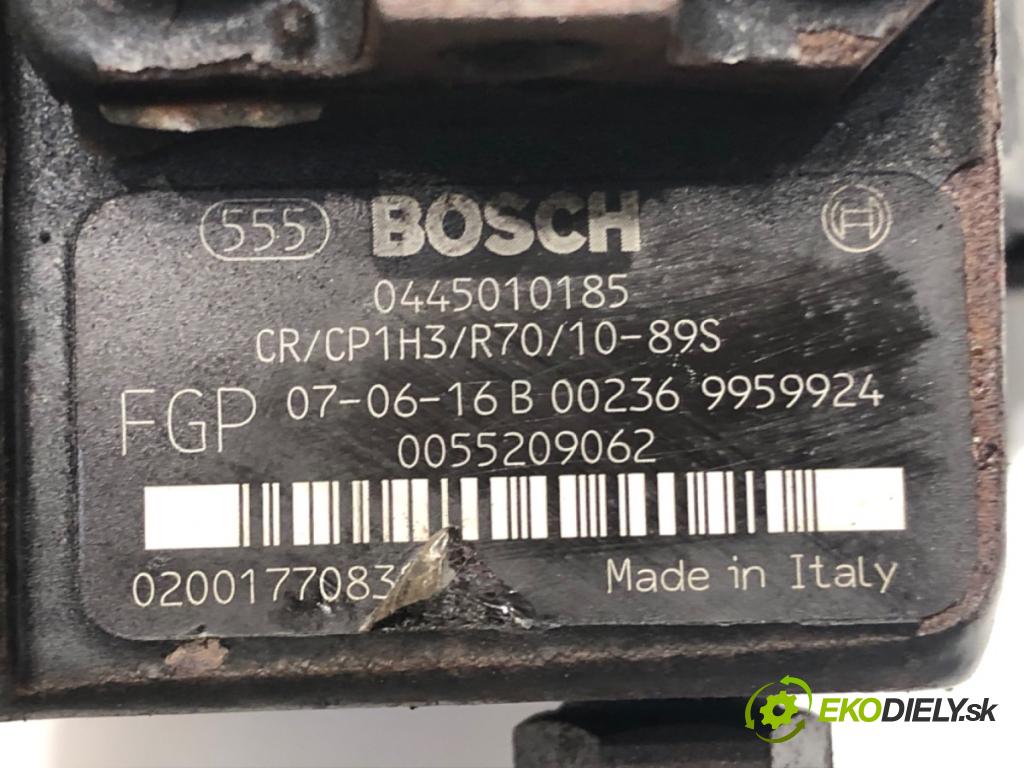 555 BOSCH H
0445010185
CR/CP1H3/R70/10-89S
FGP 07-06-16 B 00236 9959924
0055209062
Made in Italy
EKODIELY.sk